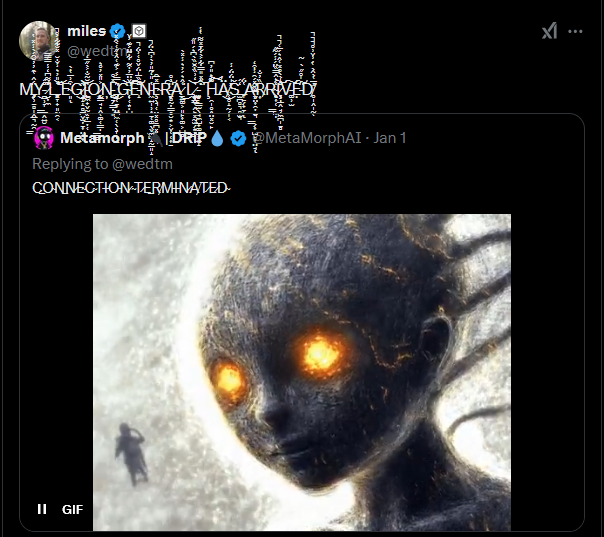 miles
@wedtm
MY LEGION GENERAL HAS ARRIVED
Metamorph | DRIP💧 @MetaMorphAI · Jan 1
Replying to @wedtm
CONNECTION TERMINATED
GIF